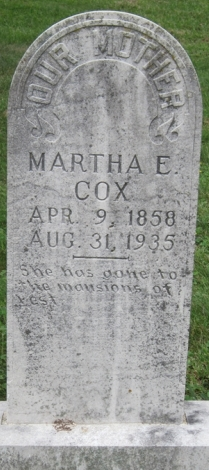 OUR MOTHER
MARTHA E.
COX
APR. 9, 1858
AUG. 31, 1935
She has gone to
the mansions of
rest